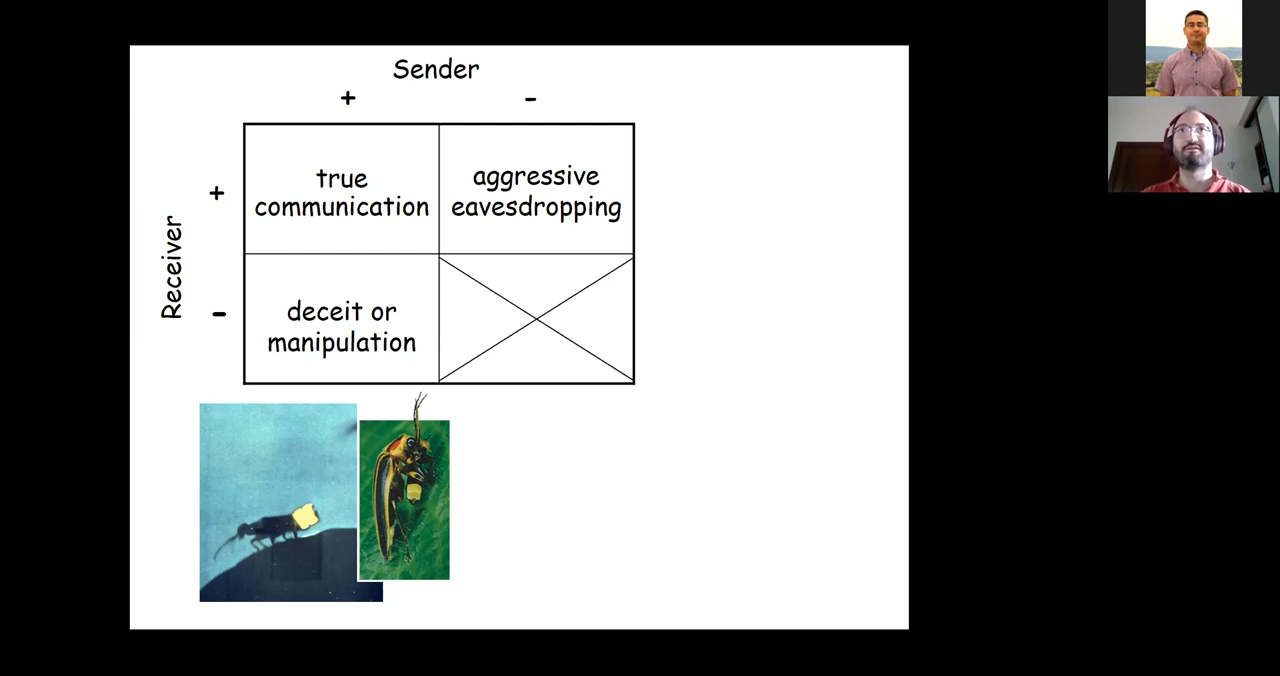 Sender
+ -
+
true
communication
aggressive
eavesdropping
Receiver
-
deceit or
manipulation